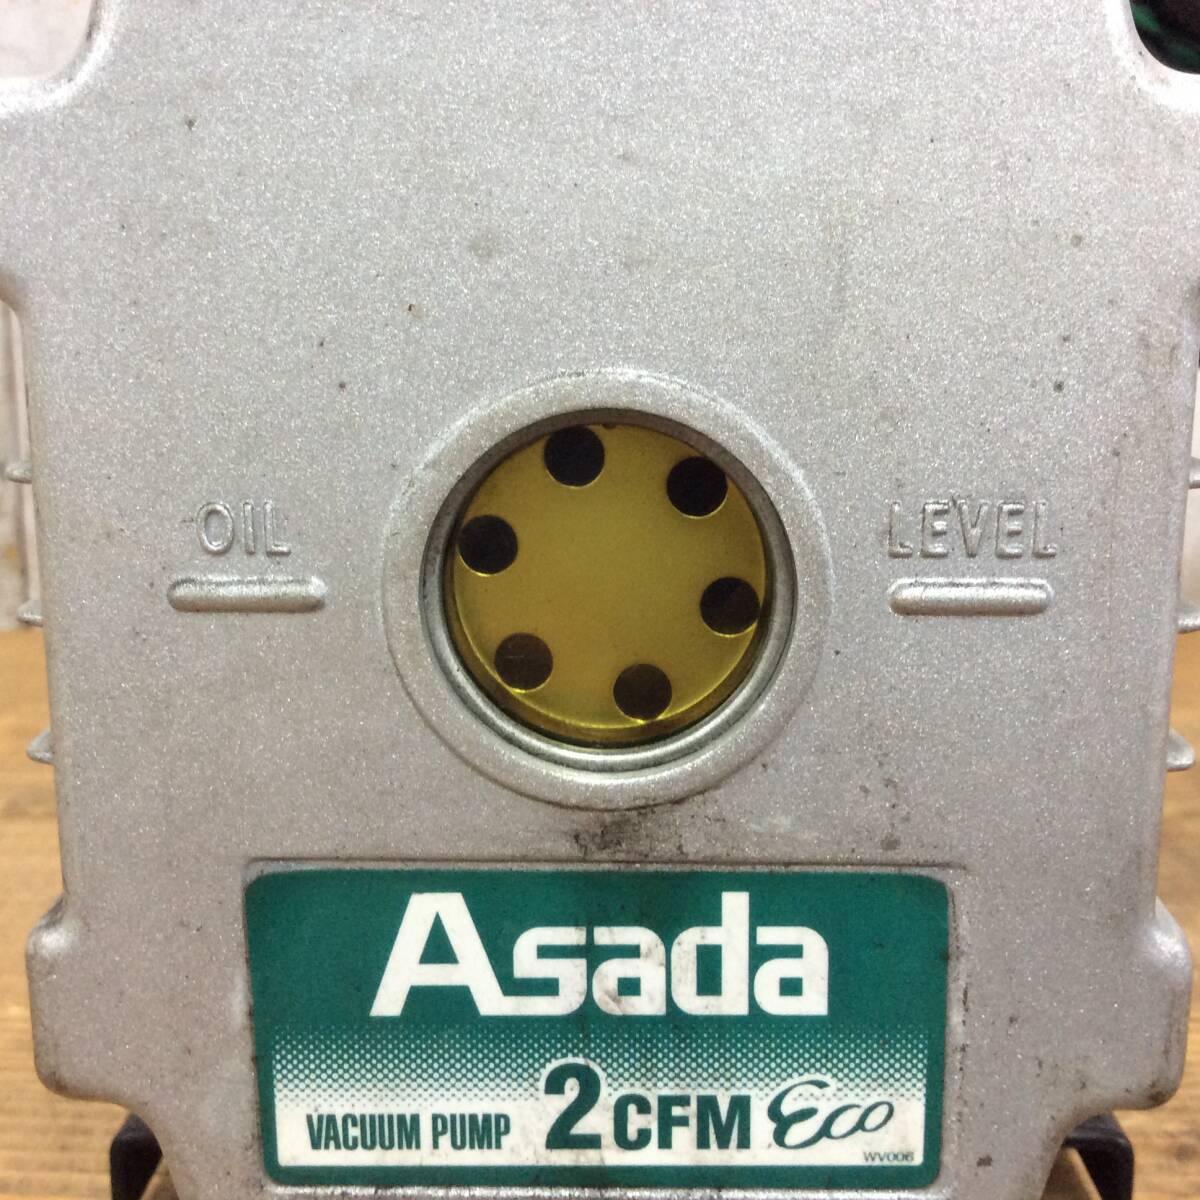 OIL LEVEL
Asada
VACUUM PUMP 2CFM Eco
WV006